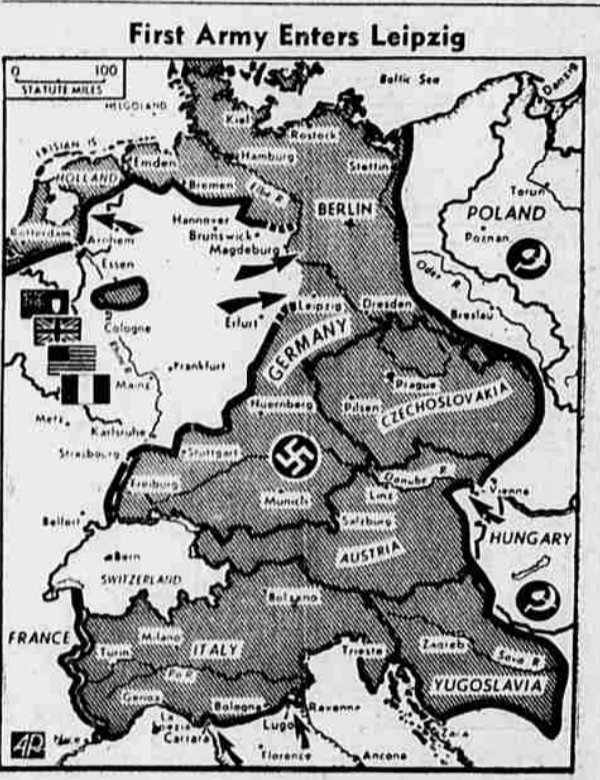 First Army Enters Leipzig
0 100
STATUTE MILES
Baltic Sea
Danzig
HELGOLAND
Kiel
Rostock
FRISIAN IS
Emden
Hamburg
Stettin
HOLLAND
Bremen
Elbe R.
Torun
Hannover
BERLIN
POLAND
Rotterdam
Arnhem
Brunswick
Poznan
Magdeburg
Essen
Oder R.
Leipzig
Dresden
Breslau
Cologne
Erfurt
GERMANY
Rhine R.
Frankfurt
Prague
Mainz
Nuernberg
Pilsen
CZECHOSLOVAKIA
Metz
Karlsruhe
Strasbourg
Stuttgart
Danube R.
Freiburg
Linz
Vienna
Munich
Belfort
Salzburg
HUNGARY
Bern
AUSTRIA
SWITZERLAND
Bolzano
FRANCE
Milano
ITALY
Zagreb
Turin
Trieste
Sava R.
Po R.
YUGOSLAVIA
Genoa
Bologna
Ravenna
La
Spezia
Lugo
Carrara
AP
Nice
Florence
Ancona